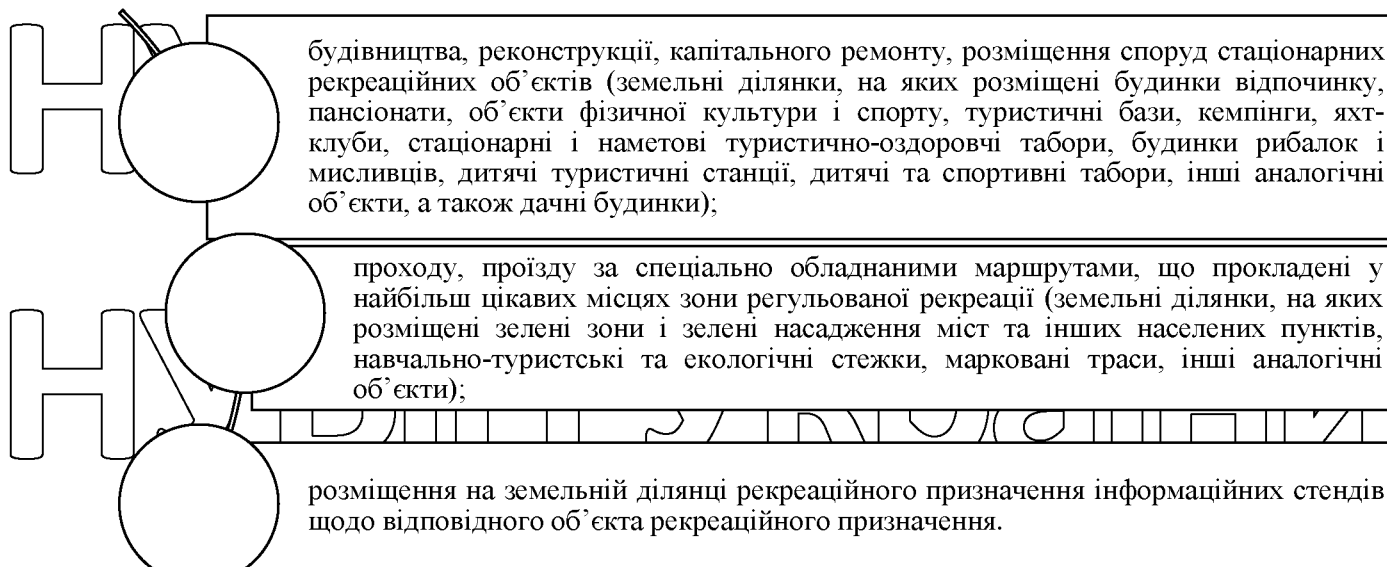 будівництва, реконструкції, капітального ремонту, розміщення споруд стаціонарних
рекреаційних об’єктів (земельні ділянки, на яких розміщені будинки відпочинку,
пансіонати, об’єкти фізичної культури і спорту, туристичні бази, кемпінги, яхт-
клуби, стаціонарні і наметові туристично-оздоровчі табори, будинки рибалок і
мисливців, дитячі туристичні станції, дитячі та спортивні табори, інші аналогічні
об’єкти, а також дачні будинки);
проходу, проїзду за спеціально обладнаними маршрутами, що прокладені у
найбільш цікавих місцях зони регульованої рекреації (земельні ділянки, на яких
розміщені зелені зони і зелені насадження міст та інших населених пунктів,
навчально-туристські та екологічні стежки, марковані траси, інші аналогічні
об’єкти);
розміщення на земельній ділянці рекреаційного призначення інформаційних стендів
щодо відповідного об’єкта рекреаційного призначення.